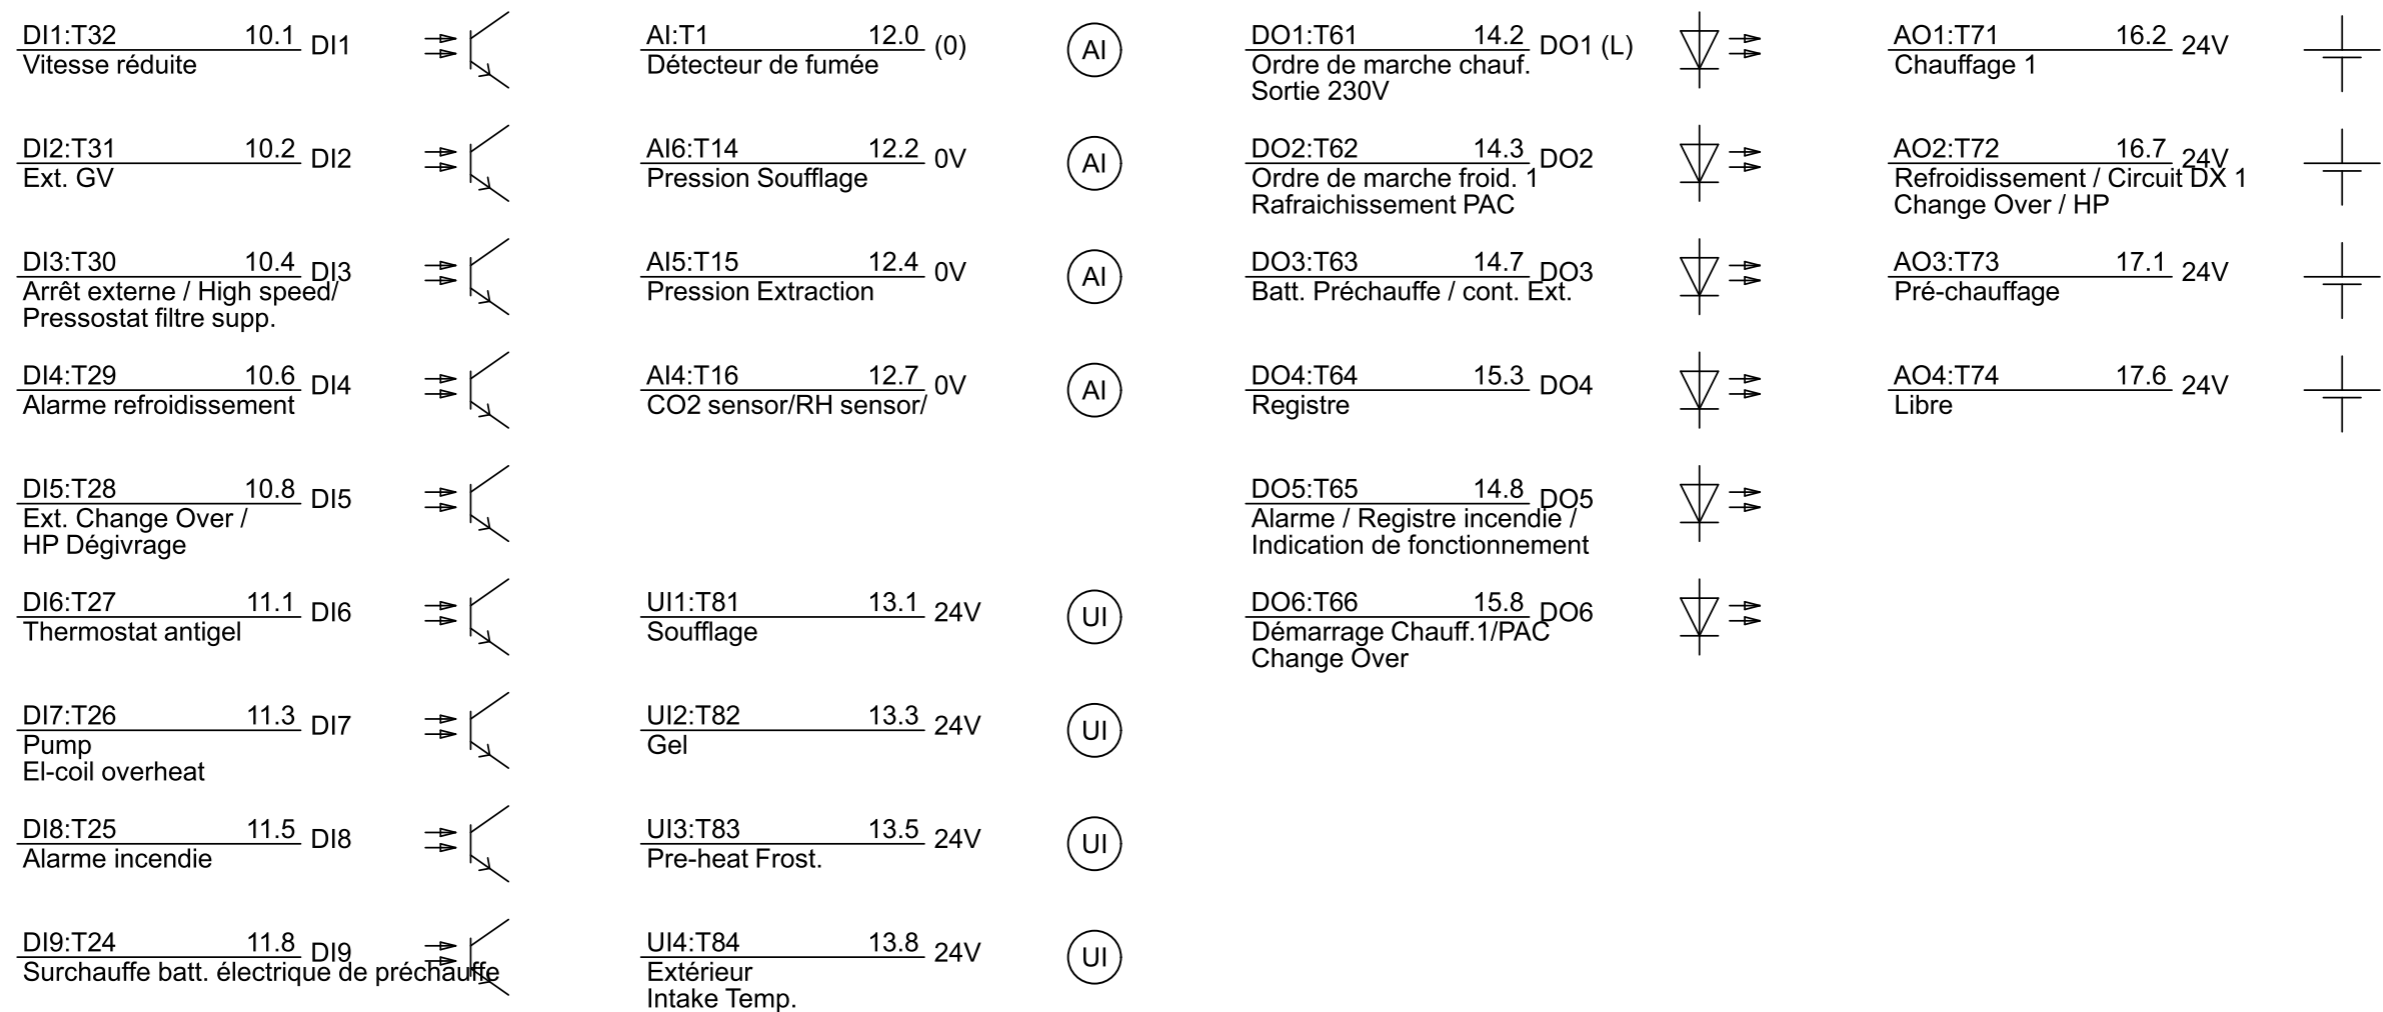 DI1:T32 10.1 DI1
Vitesse réduite
DI2:T31 10.2 DI2
Ext. GV
DI3:T30 10.4 DI3
Arrêt externe / High speed/
Pressostat filtre supp.
DI4:T29 10.6 DI4
Alarme refroidissement
DI5:T28 10.8 DI5
Ext. Change Over /
HP Dégivrage
DI6:T27 11.1 DI6
Thermostat antigel
DI7:T26 11.3 DI7
Pump
El-coil overheat
DI8:T25 11.5 DI8
Alarme incendie
DI9:T24 11.8 DI9
Surchauffe batt. électrique de préchauffe
AI:T1 12.0 (0) AI
Détecteur de fumée
AI6:T14 12.2 0V AI
Pression Soufflage
AI5:T15 12.4 0V AI
Pression Extraction
AI4:T16 12.7 0V AI
CO2 sensor/RH sensor/
UI1:T81 13.1 24V UI
Soufflage
UI2:T82 13.3 24V UI
Gel
UI3:T83 13.5 24V UI
Pre-heat Frost.
UI4:T84 13.8 24V UI
Extérieur
Intake Temp.
DO1:T61 14.2 DO1 (L)
Ordre de marche chauf.
Sortie 230V
DO2:T62 14.3 DO2
Ordre de marche froid. 1
Rafraichissement PAC
DO3:T63 14.7 DO3
Batt. Préchauffe / cont. Ext.
DO4:T64 15.3 DO4
Registre
DO5:T65 14.8 DO5
Alarme / Registre incendie /
Indication de fonctionnement
DO6:T66 15.8 DO6
Démarrage Chauff.1/PAC
Change Over
AO1:T71 16.2 24V
Chauffage 1
AO2:T72 16.7 24V
Refroidissement / Circuit DX 1
Change Over / HP
AO3:T73 17.1 24V
Pré-chauffage
AO4:T74 17.6 24V
Libre